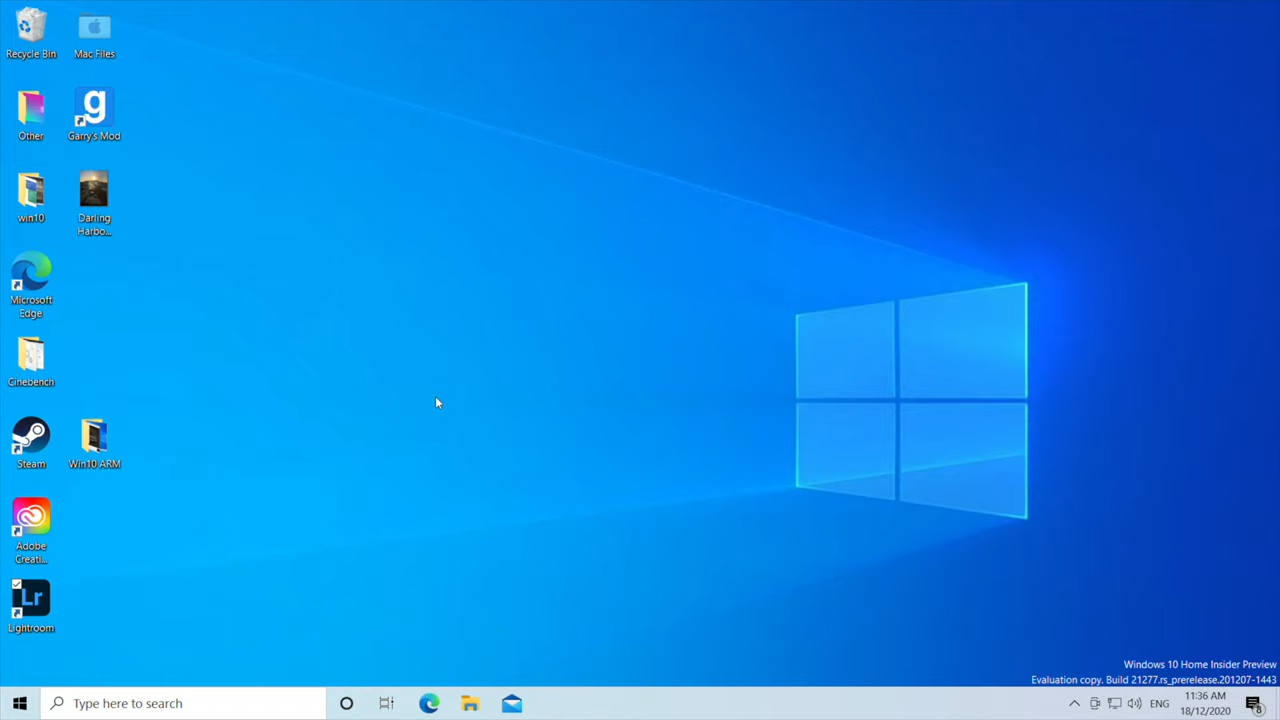 Recycle Bin
Mac Files
Other
g
Garry's Mod
win10
Darling
Harbo...
Microsoft
Edge
Cinebench
Steam
Win10 ARM
Adobe
Creati...
Lr
Lightroom
Windows 10 Home Insider Preview
Evaluation copy. Build 21277.rs_prerelease.201207-1443
Type here to search
ENG
11:36 AM
18/12/2020
8